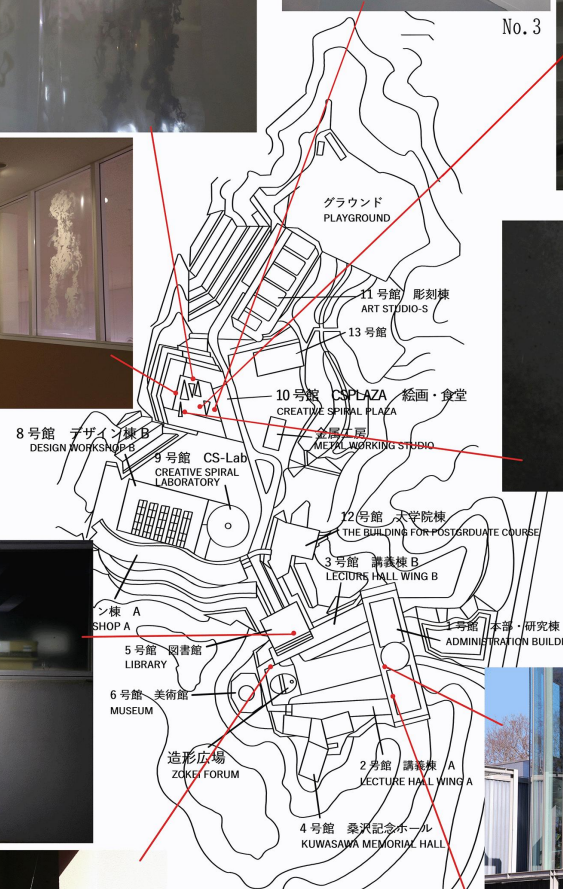 No.3
グラウンド
PLAYGROUND
11号館 彫刻棟
ART STUDIO-S
13号館
10号館 CSPLAZA 絵画・食堂
CREATIVE SPIRAL PLAZA
8号館 デザイン棟B
DESIGN WORKSHOP B
金属工房
METAL WORKING STUDIO
9号館 CS-Lab
CREATIVE SPIRAL
LABORATORY
12号館 大学院棟
THE BUILDING FOR POSTGRDUATE COURSE
3号館 講義棟B
LECIURE HALL WING B
ン棟 A
SHOP A
1号館 本部・研究棟
ADMINISTRATION BUILDI
5号館 図書館
LIBRARY
6号館 美術館
MUSEUM
造形広場
ZOKEI FORUM
2号館 講義棟 A
LECTURE HALL WING A
4号館 桑沢記念ホール
KUWASAWA MEMORIAL HALL